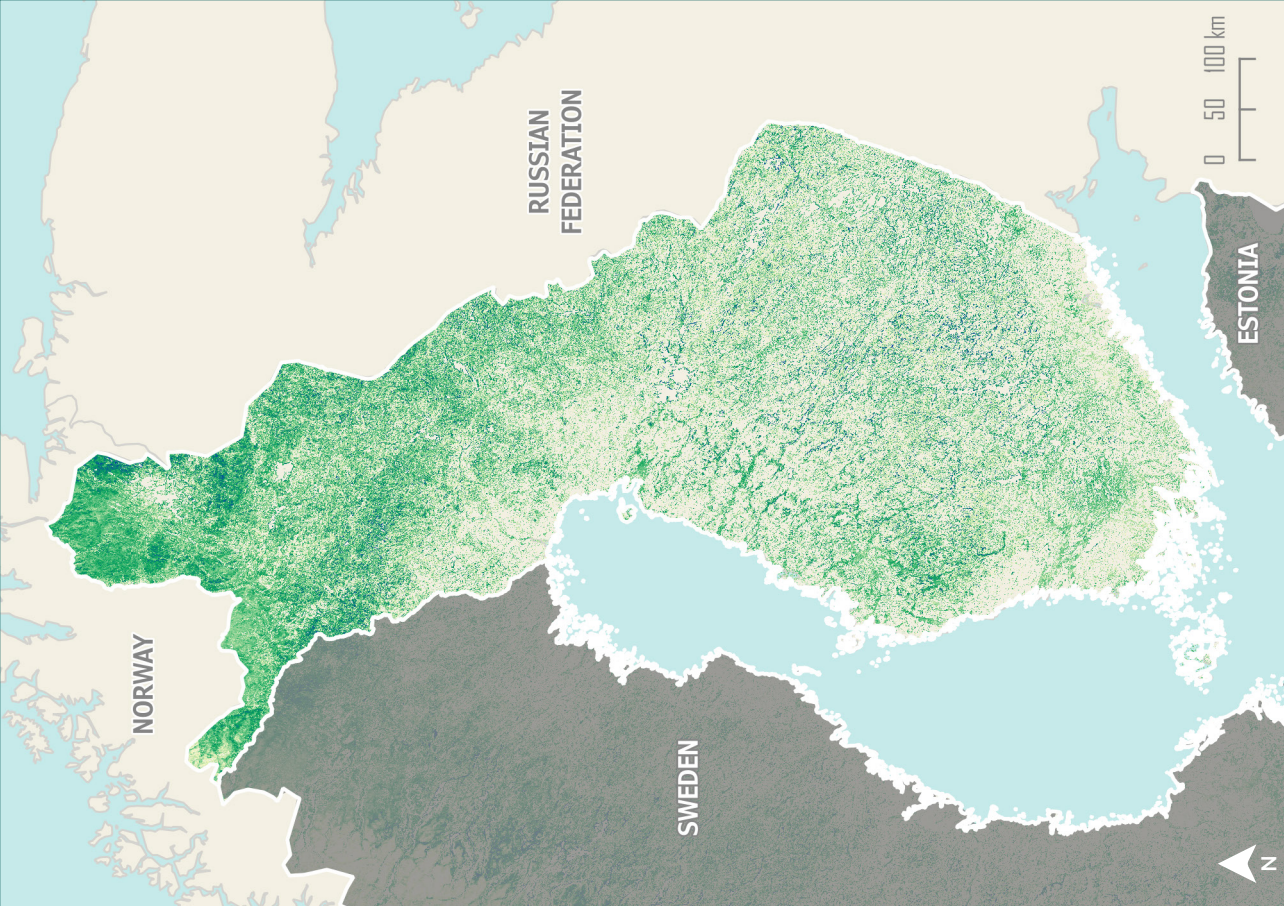 NORWAY
RUSSIAN
FEDERATION
SWEDEN
ESTONIA
0 50 100 km
N